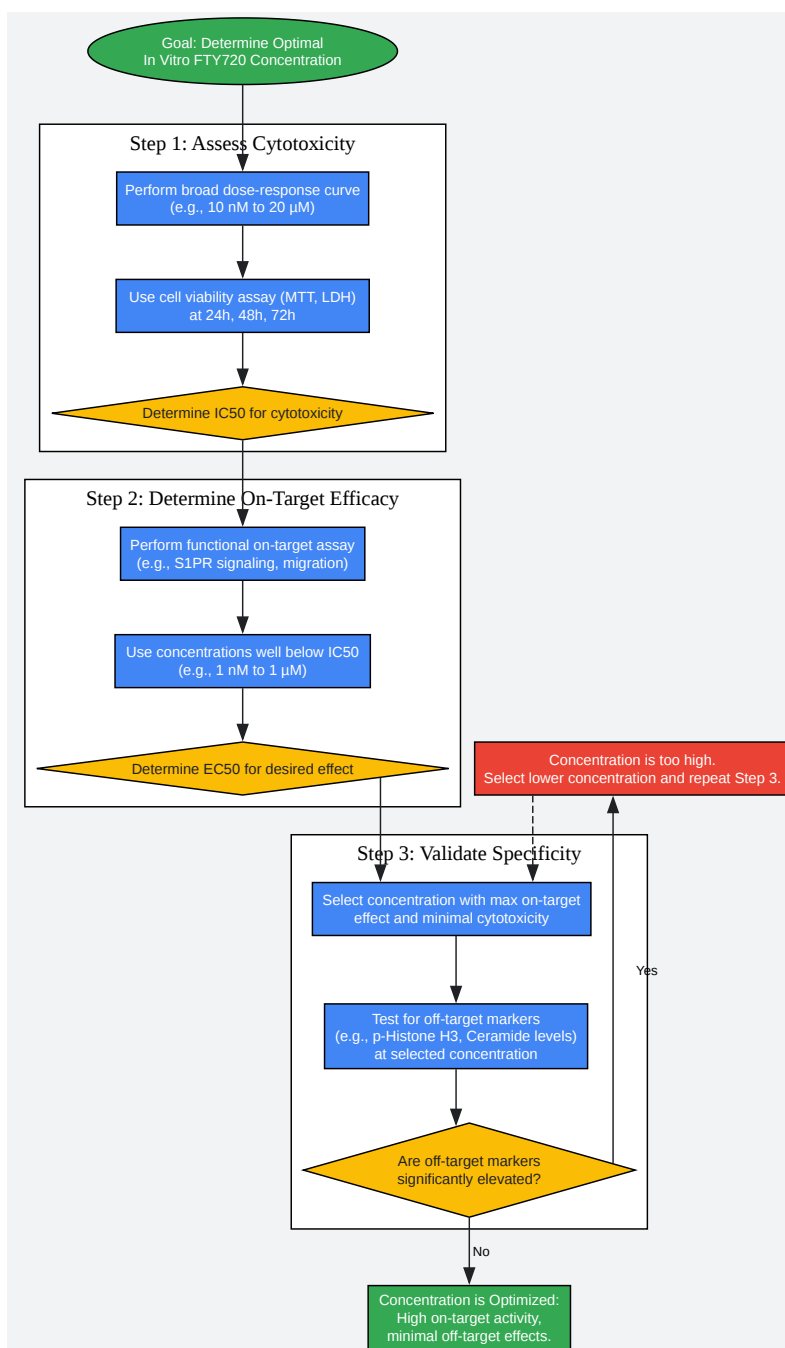 Goal: Determine Optimal
In Vitro FTY720 Concentration
Step 1: Assess Cytotoxicity
Perform broad dose-response curve
(e.g., 10 nM to 20 µM)
Use cell viability assay (MTT, LDH)
at 24h, 48h, 72h
Determine IC50 for cytotoxicity
Step 2: Determine On-Target Efficacy
Perform functional on-target assay
(e.g., S1PR signaling, migration)
Use concentrations well below IC50
(e.g., 1 nM to 1 µM)
Determine EC50 for desired effect
Concentration is too high.
Select lower concentration and repeat Step 3.
Step 3: Validate Specificity
Select concentration with max on-target
effect and minimal cytotoxicity
Yes
Test for off-target markers
(e.g., p-Histone H3, Ceramide levels)
at selected concentration
Are off-target markers
significantly elevated?
No
Concentration is Optimized:
High on-target activity,
minimal off-target effects.